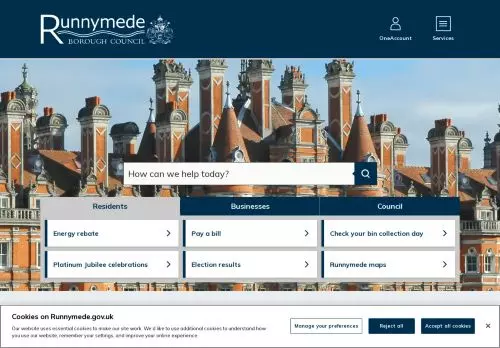 Runnymede
BOROUGH COUNCIL
OneAccount
Services
How can we help today?
Residents
Businesses
Council
Energy rebate
Pay a bill
Check your bin collection day
Platinum Jubilee celebrations
Election results
Runnymede maps
Cookies on Runnymede.gov.uk
Our website uses essential cookies to make our site work. We'd like to use additional cookies to understand how
you use our website, remember your settings, and improve your online experience.
Manage your preferences
Reject all
Accept all cookies